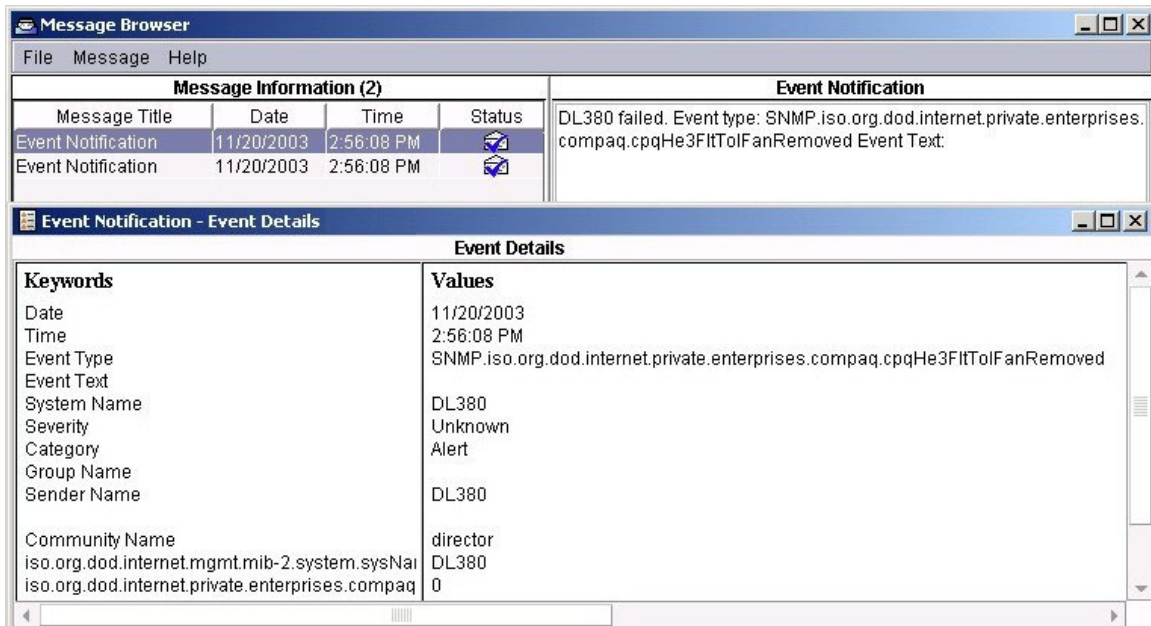 Message Browser
File Message Help
Message Information (2)
Message Title Date Time Status
Event Notification 11/20/2003 2:56:08 PM
Event Notification 11/20/2003 2:56:08 PM
Event Notification
DL380 failed. Event type: SNMP.iso.org.dod.internet.private.enterprises.
compaq.cpqHe3FltTolFanRemoved Event Text:
Event Notification - Event Details
Event Details
Keywords Values
Date 11/20/2003
Time 2:56:08 PM
Event Type SNMP.iso.org.dod.internet.private.enterprises.compaq.cpqHe3FltTolFanRemoved
Event Text
System Name DL380
Severity Unknown
Category Alert
Group Name
Sender Name DL380
Community Name director
iso.org.dod.internet.mgmt.mib-2.system.sysNa DL380
iso.org.dod.internet.private.enterprises.compaq 0